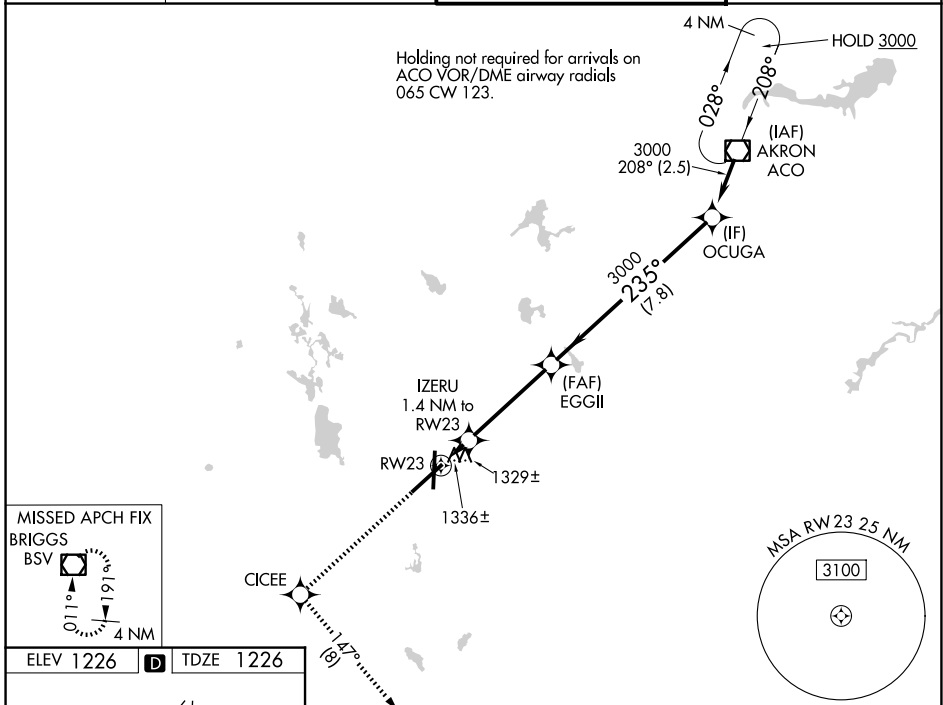 4 NM
HOLD 3000
Holding not required for arrivals on
ACO VOR/DME airway radials
065 CW 123.
028°
208°
(IAF)
AKRON
ACO
3000
208° (2.5)
(IF)
OCUGA
3000
235°
(7.8)
(FAF)
EGGII
IZERU
1.4 NM to
RW23
RW23
1329±
1336±
MISSED APCH FIX
BRIGGS
BSV
011°
191°
4 NM
CICEE
147°
(8)
MSA RW 23 25 NM
3100
ELEV 1226
D
TDZE 1226